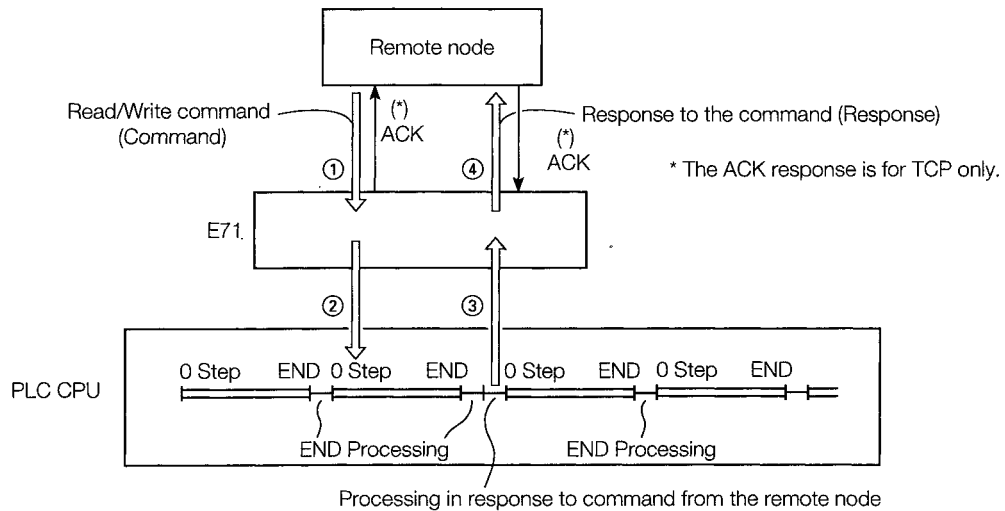 Remote node
Read/Write command
(Command)
(*)
ACK
Response to the command (Response)
(*)
ACK
* The ACK response is for TCP only.
①
④
E71
②
③
PLC CPU
0 Step
END
0 Step
END
0 Step
END
0 Step
END
END Processing
END Processing
Processing in response to command from the remote node